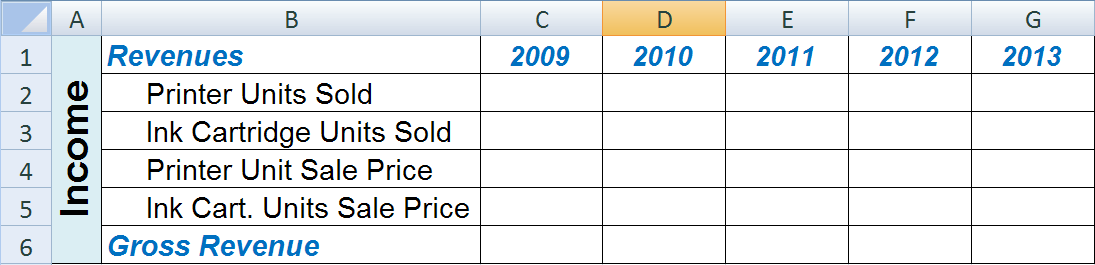 A B C D E F G
1 Revenues 2009 2010 2011 2012 2013
2 Printer Units Sold
3 Ink Cartridge Units Sold
4 Printer Unit Sale Price
5 Ink Cart. Units Sale Price
6 Gross Revenue
Income